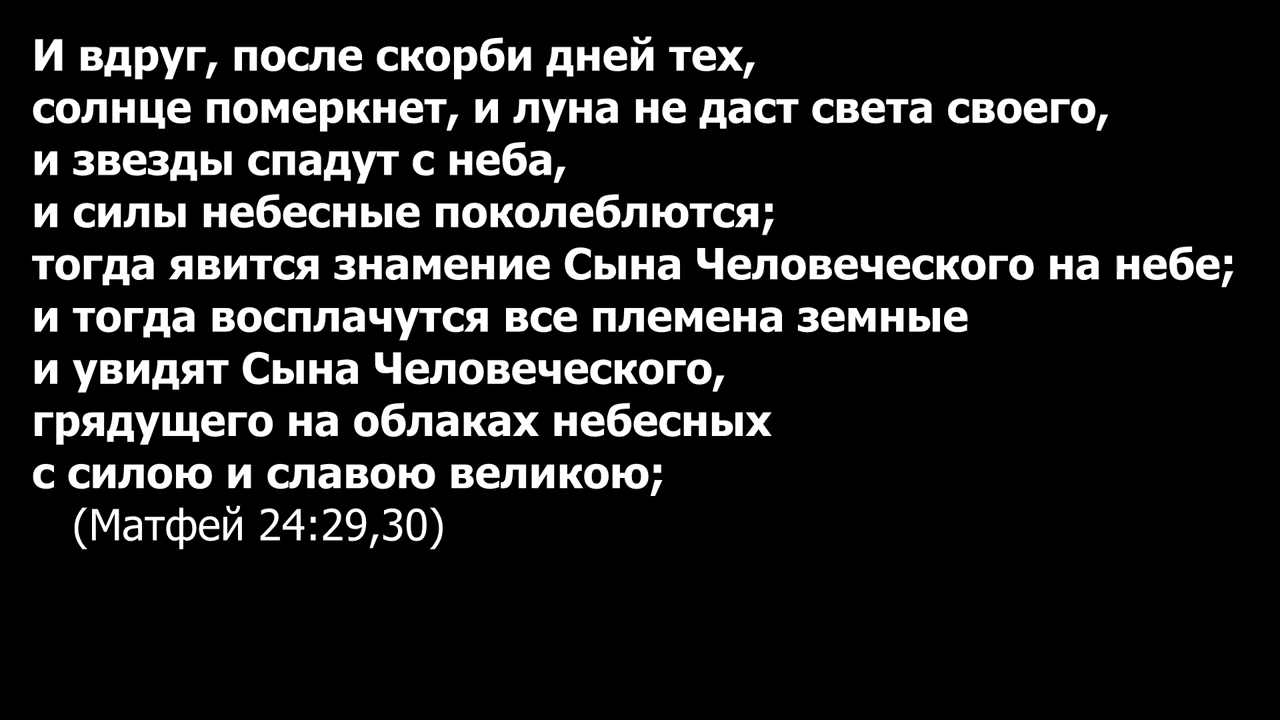 И вдруг, после скорби дней тех,
солнце померкнет, и луна не даст света своего,
и звезды спадут с неба,
и силы небесные поколеблются;
тогда явится знамение Сына Человеческого на небе;
и тогда восплачутся все племена земные
и увидят Сына Человеческого,
грядущего на облаках небесных
с силою и славою великою;
(Матфей 24:29,30)